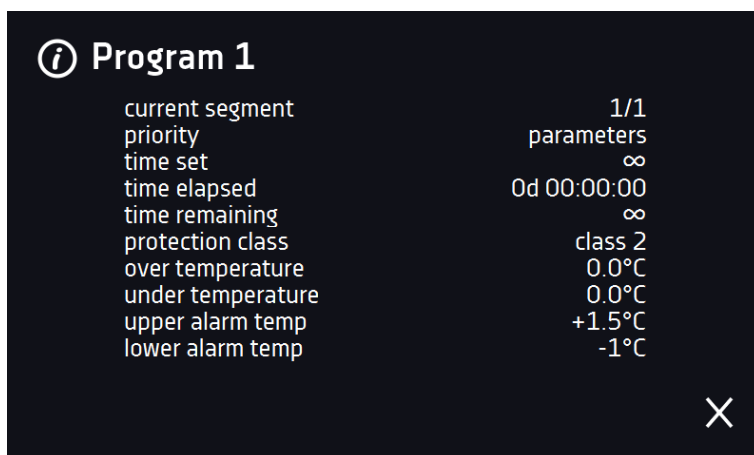 Program 1
current segment 1/1
priority parameters
time set ∞
time elapsed 0d 00:00:00
time remaining ∞
protection class class 2
over temperature 0.0°C
under temperature 0.0°C
upper alarm temp +1.5°C
lower alarm temp -1°C